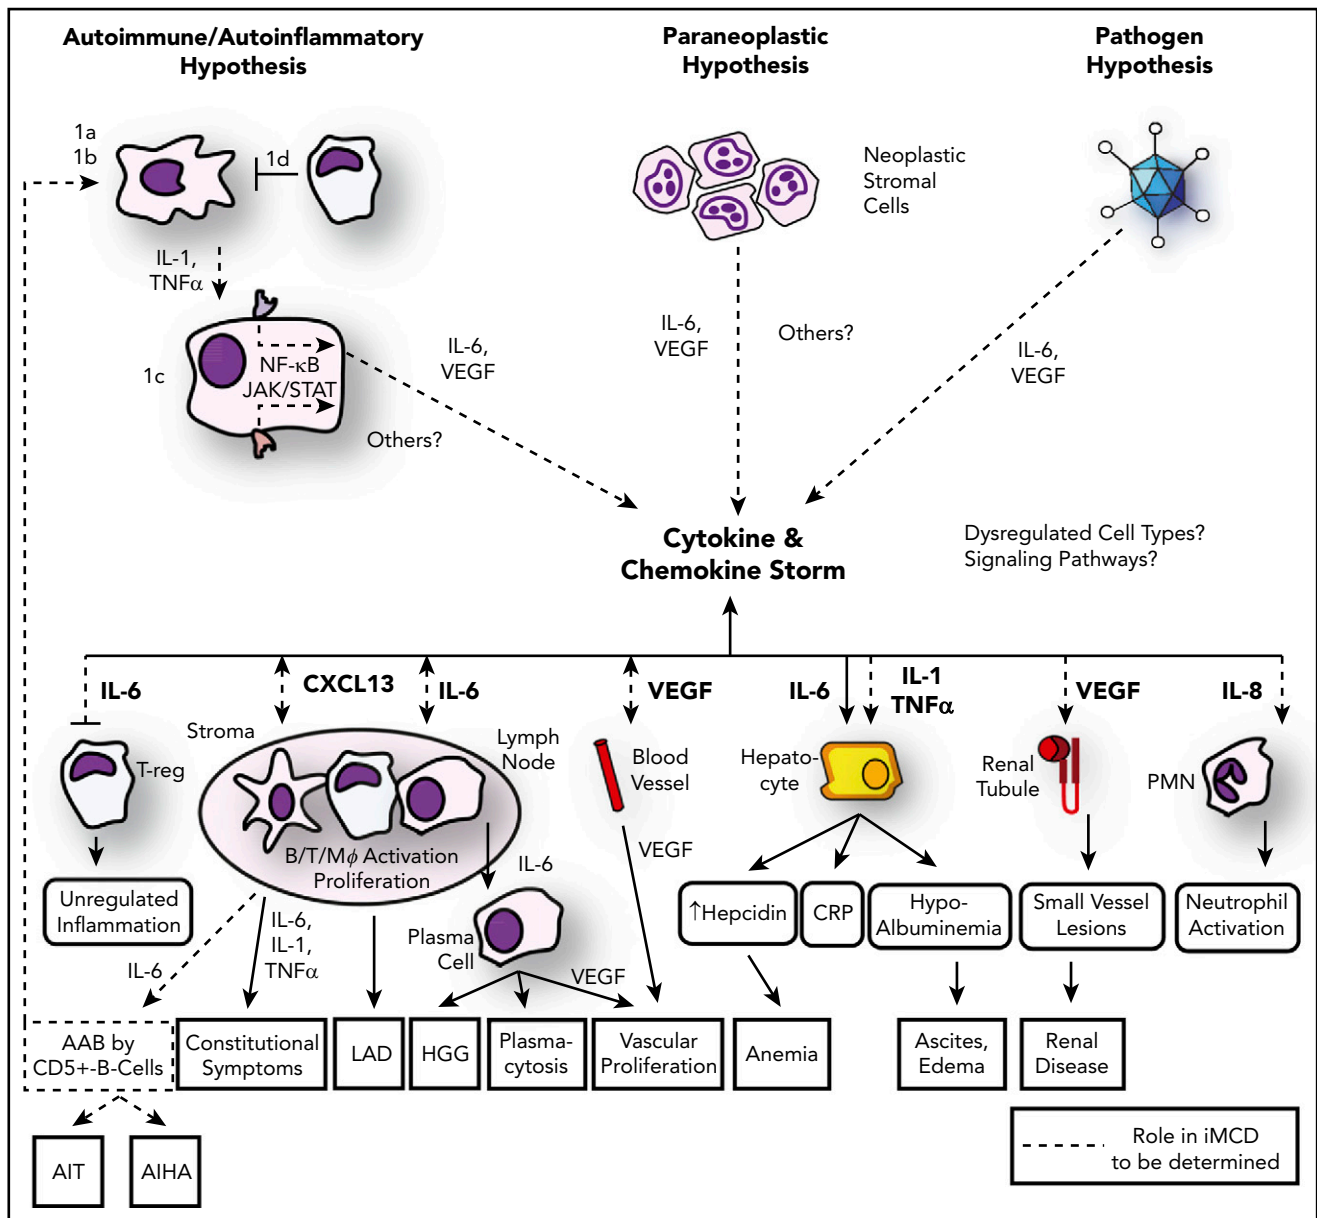 Autoimmune/Autoinflammatory
Hypothesis
Paraneoplastic
Hypothesis
Pathogen
Hypothesis
1a
1b
1d
Neoplastic
Stromal
Cells
IL-1,
TNFα
1c
NF-κB
JAK/STAT
Others?
IL-6,
VEGF
IL-6,
VEGF
Others?
IL-6,
VEGF
Cytokine &
Chemokine Storm
Dysregulated Cell Types?
Signaling Pathways?
IL-6
CXCL13
IL-6
VEGF
IL-6
IL-1
TNFα
VEGF
IL-8
T-reg
Stroma
Lymph
Node
B/T/Mϕ Activation
Proliferation
Blood
Vessel
Hepato-
cyte
Renal
Tubule
PMN
Unregulated
Inflammation
IL-6
IL-6,
IL-1,
TNFα
IL-6
Plasma
Cell
VEGF
VEGF
↑Hepcidin
CRP
Hypo-
Albuminemia
Small Vessel
Lesions
Neutrophil
Activation
AAB by
CD5+-B-Cells
Constitutional
Symptoms
LAD
HGG
Plasma-
cytosis
Vascular
Proliferation
Anemia
Ascites,
Edema
Renal
Disease
AIT
AIHA
Role in iMCD
to be determined